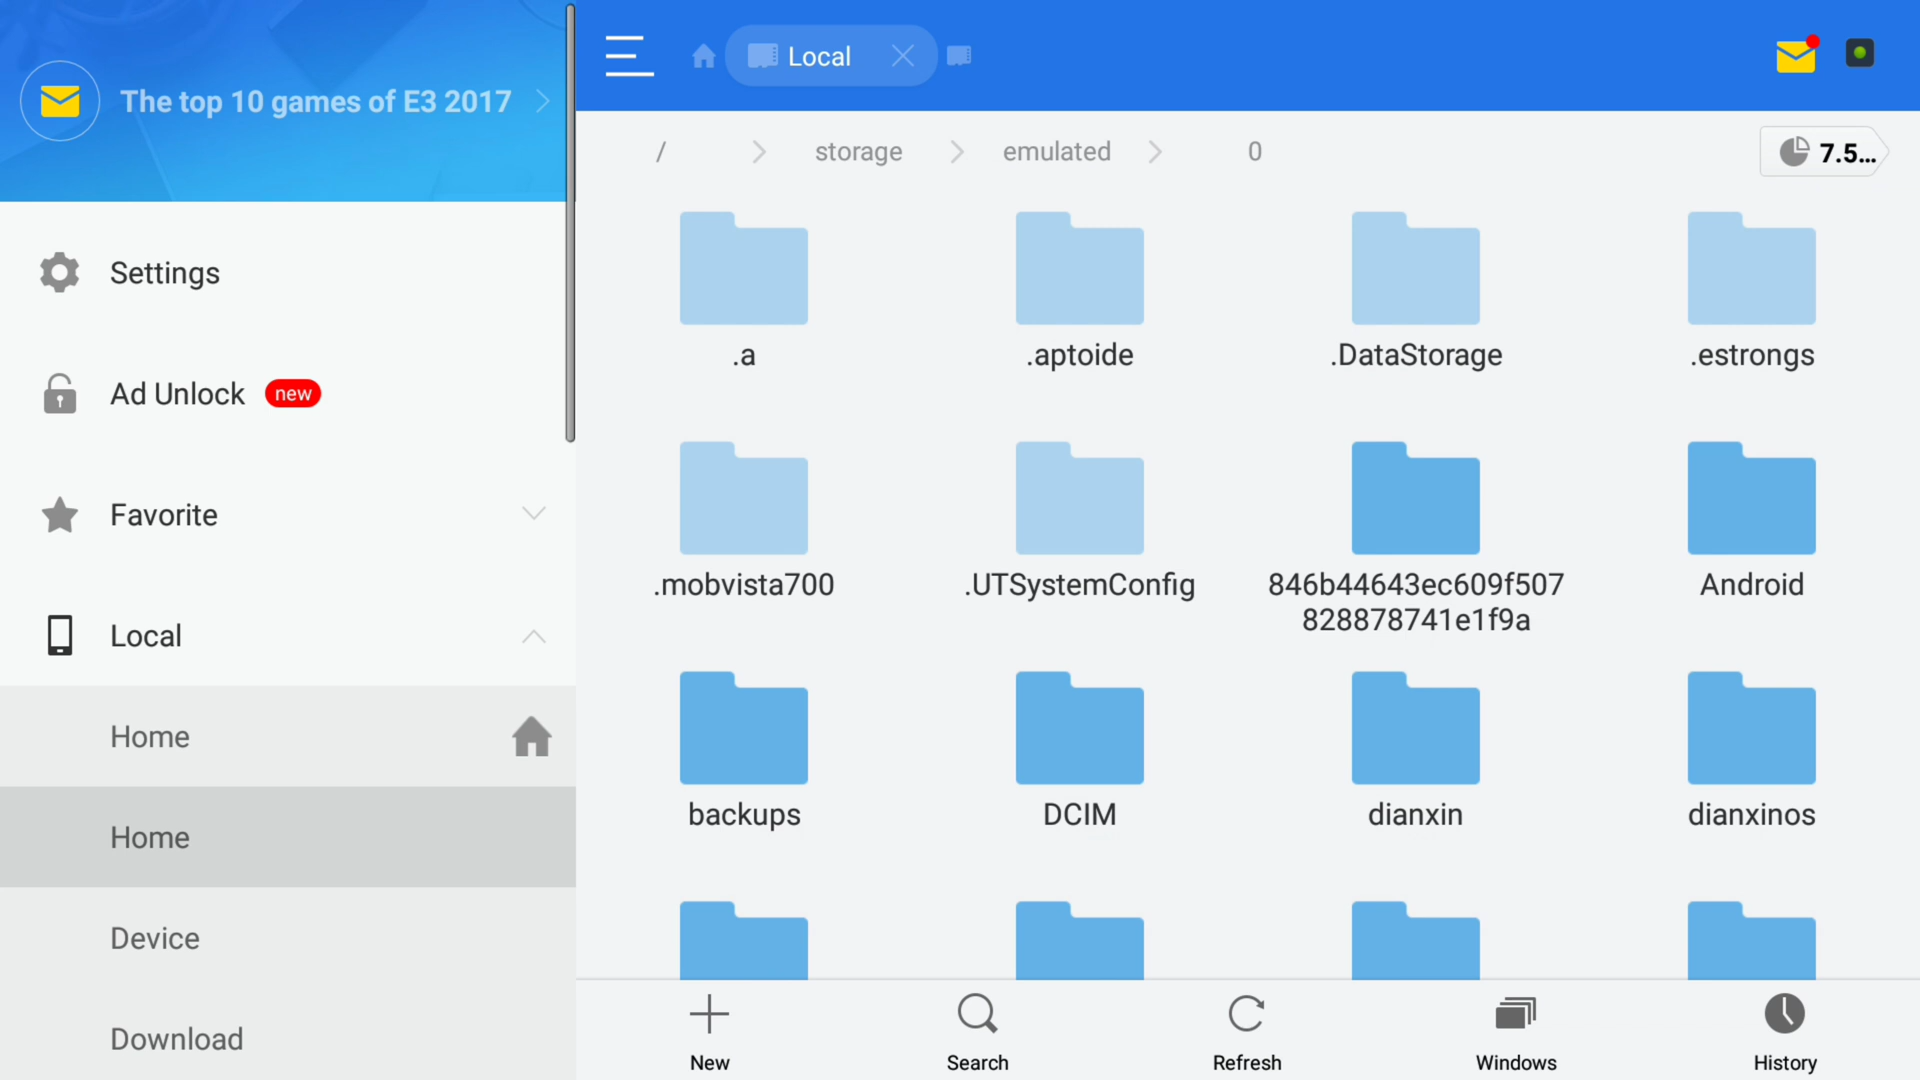 The top 10 games of E3 2017
Settings
Ad Unlock new
Favorite
Local
Home
Home
Device
Download
Local
/ storage emulated 0
7.5...
.a
.aptoide
.DataStorage
.estrongs
.mobvista700
.UTSystemConfig
846b44643ec609f507
828878741e1f9a
Android
backups
DCIM
dianxin
dianxinos
New
Search
Refresh
Windows
History